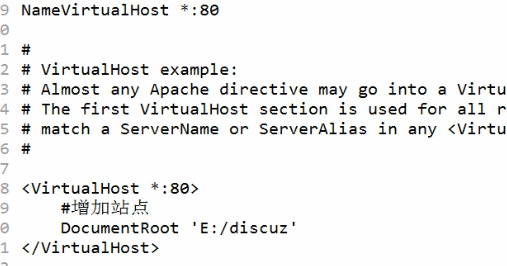 9 NameVirtualHost *:80
0
1 #
2 # VirtualHost example:
3 # Almost any Apache directive may go into a Virtu
4 # The first VirtualHost section is used for all r
5 # match a ServerName or ServerAlias in any <Virtu
6 #
7
8 <VirtualHost *:80>
9     #增加站点
0     DocumentRoot 'E:/discuz'
1 </VirtualHost>